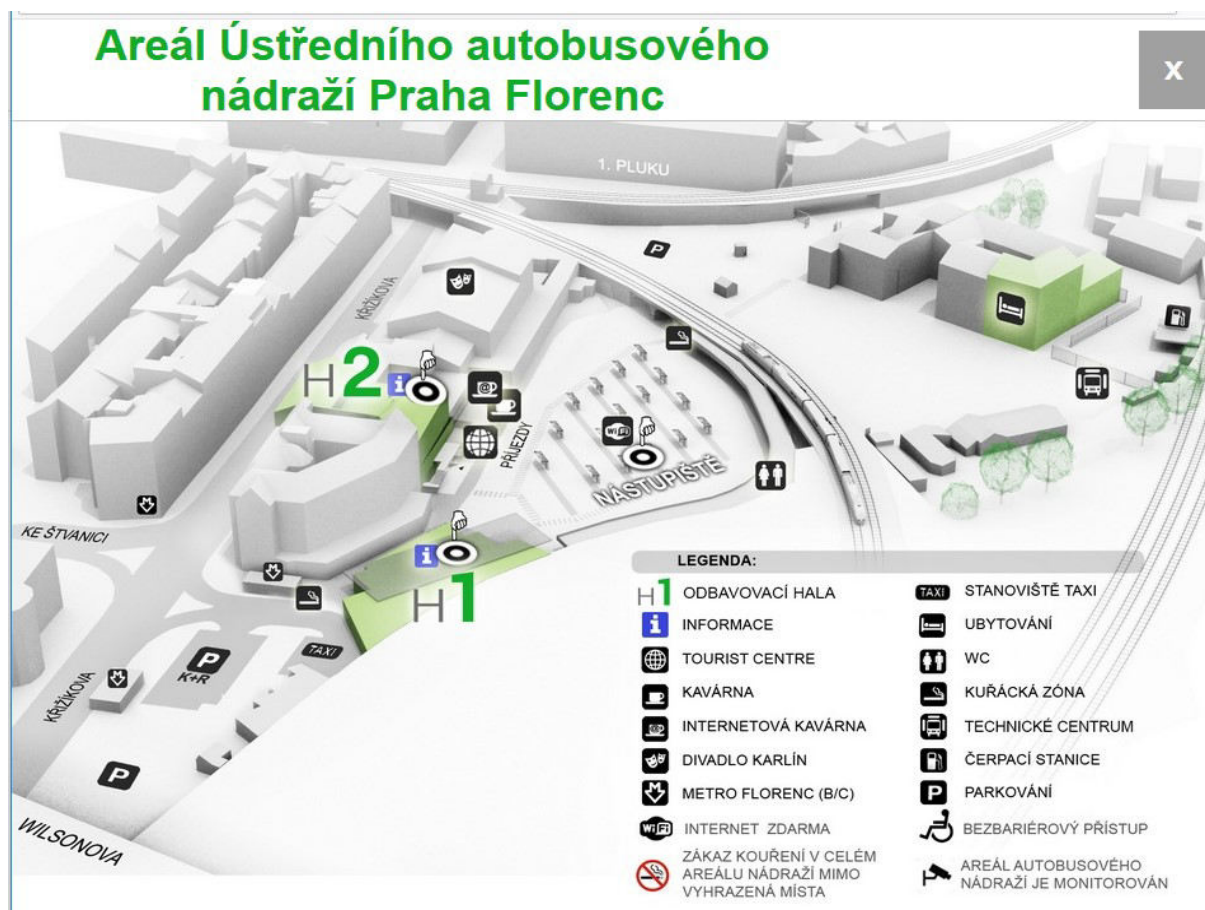 Areál Ústředního autobusového
nádraží Praha Florenc
x
1. PLUKU
P
KŘIŽÍKOVA
H2
i
@
WiFi
PŘÍJEZDY
NÁSTUPIŠTĚ
KE ŠTVANICI
i
H1
TAXI
P
K+R
KŘIŽÍKOVA
P
WILSONOVA
LEGENDA:
H1 ODBAVOVACÍ HALA
i INFORMACE
TOURIST CENTRE
KAVÁRNA
@ INTERNETOVÁ KAVÁRNA
DIVADLO KARLÍN
METRO FLORENC (B/C)
WiFi INTERNET ZDARMA
ZÁKAZ KOUŘENÍ V CELÉM
AREÁLU NÁDRAŽÍ MIMO
VYHRAZENÁ MÍSTA
TAXI STANOVIŠTĚ TAXI
UBYTOVÁNÍ
WC
KUŘÁCKÁ ZÓNA
TECHNICKÉ CENTRUM
ČERPACÍ STANICE
P PARKOVÁNÍ
BEZBARIÉROVÝ PŘÍSTUP
AREÁL AUTOBUSOVÉHO
NÁDRAŽÍ JE MONITOROVÁN